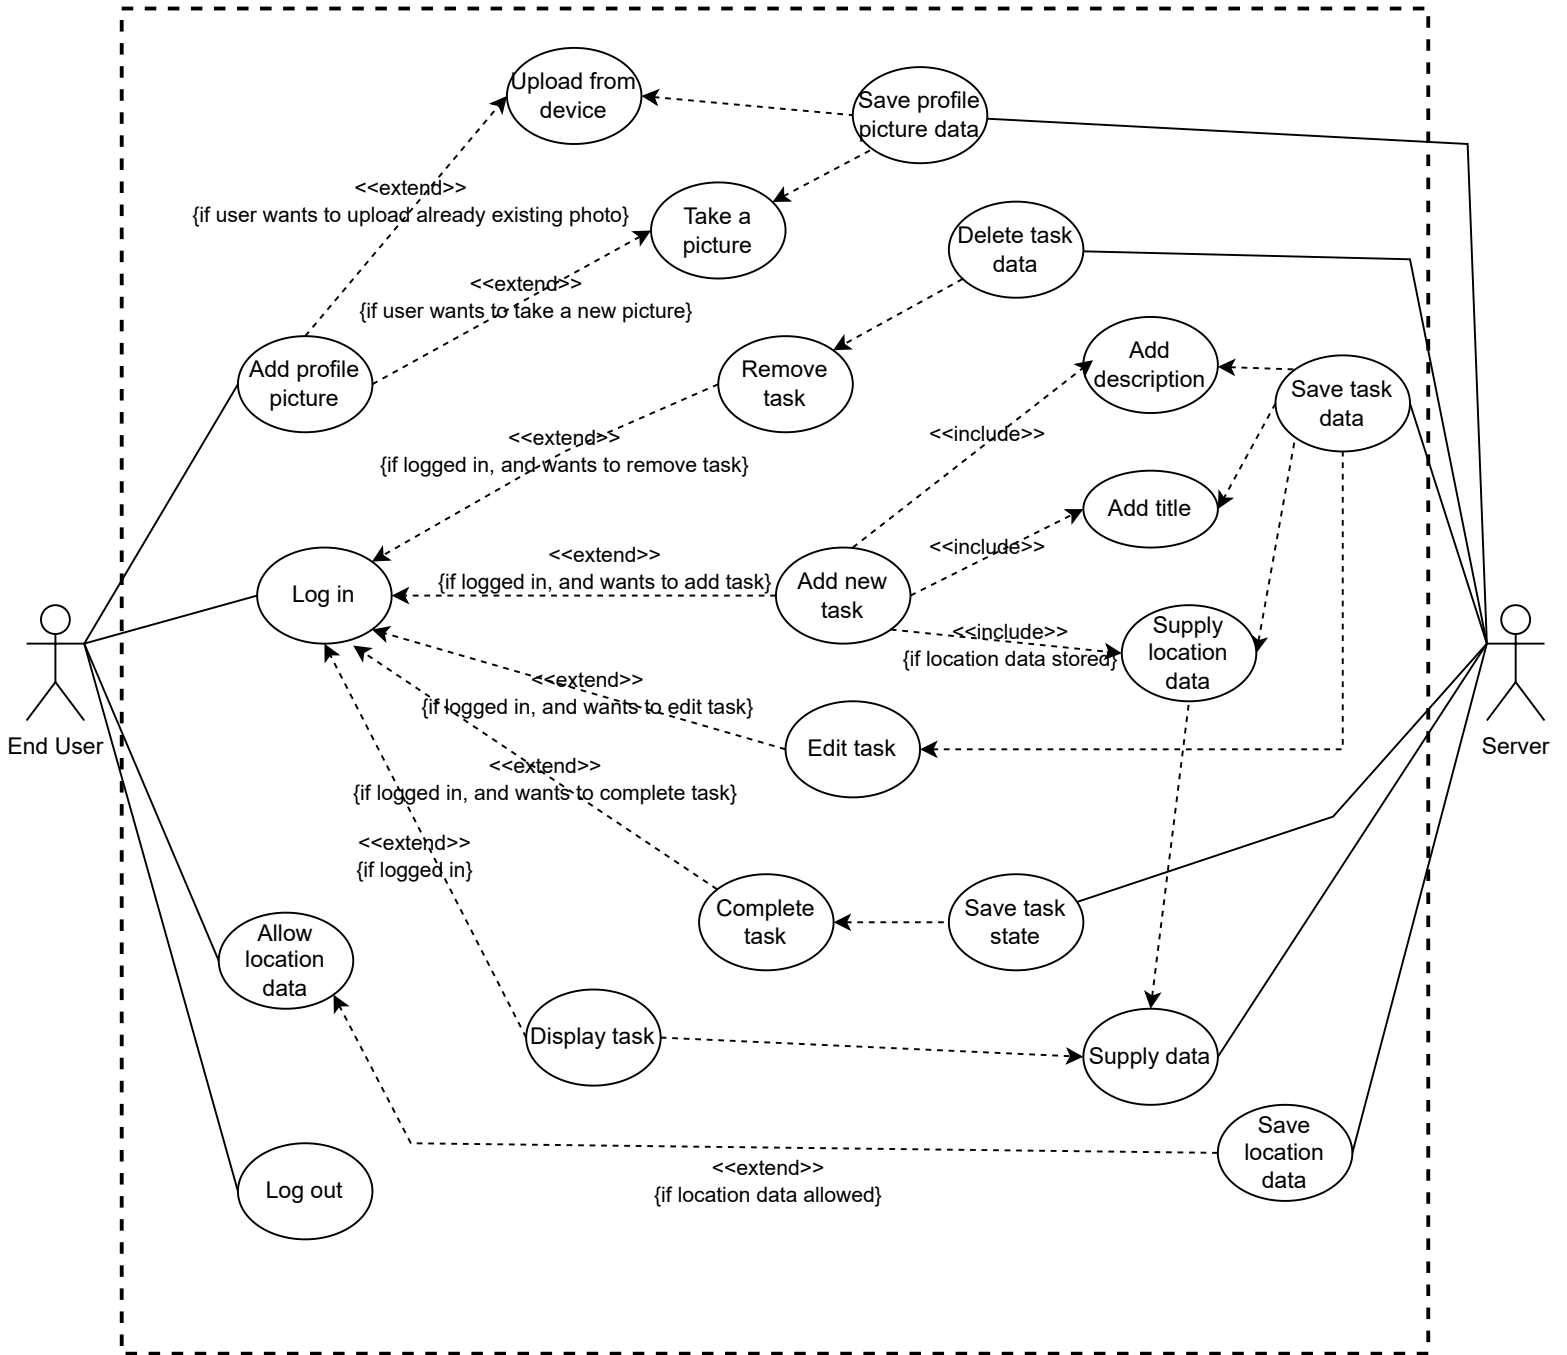 Upload from
device
Save profile
picture data
<<extend>>
{if user wants to upload already existing photo}
Take a
picture
Delete task
data
<<extend>>
{if user wants to take a new picture}
Add profile
picture
Remove
task
Add
description
Save task
data
<<extend>>
{if logged in, and wants to remove task}
<<include>>
Add title
<<include>>
<<extend>>
{if logged in, and wants to add task}
Log in
Add new
task
<<include>>
{if location data stored}
Supply
location
data
<<extend>>
{if logged in, and wants to edit task}
Edit task
End User
Server
<<extend>>
{if logged in, and wants to complete task}
<<extend>>
{if logged in}
Complete
task
Save task
state
Allow
location
data
Display task
Supply data
Save
location
data
<<extend>>
{if location data allowed}
Log out